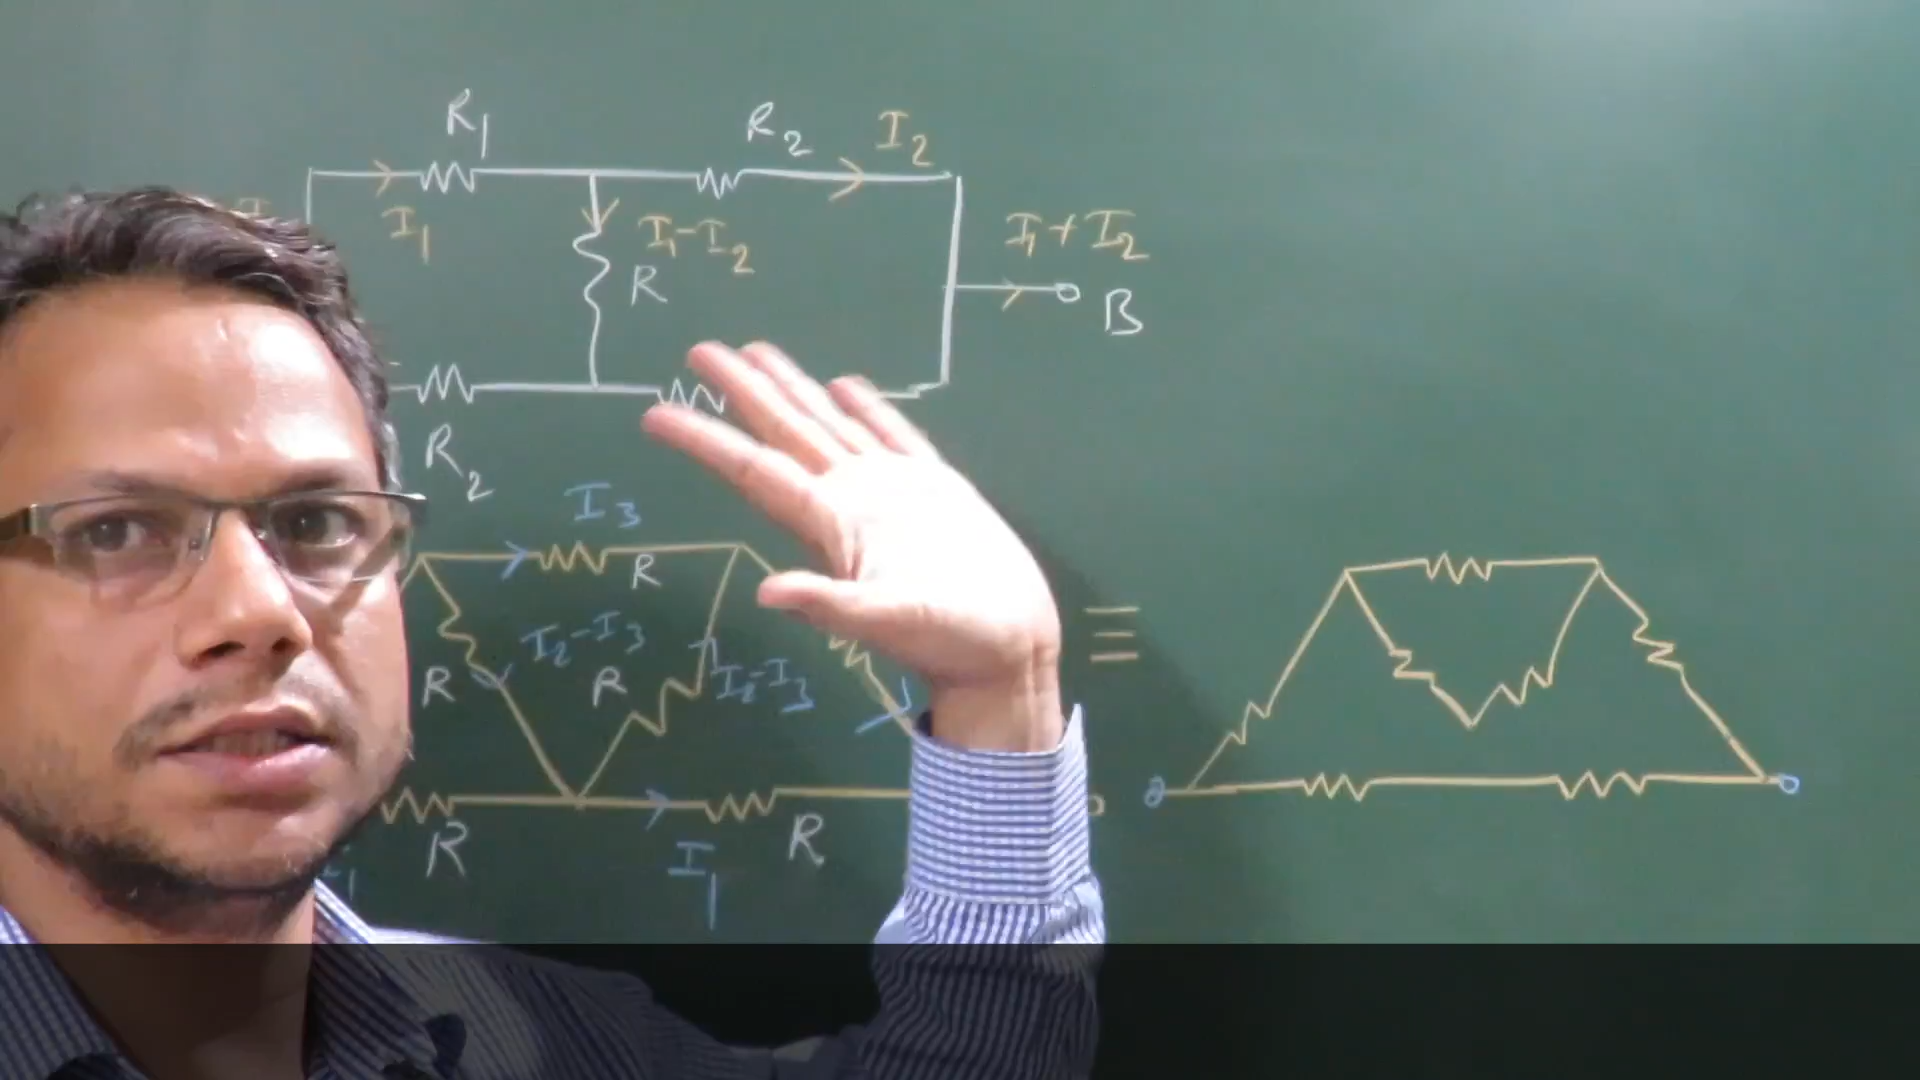 R1 R2 I2
I1 I1-I2 I1+I2
R B
R2
I3
R
I2-I3
R R I2-I3
R R
I1